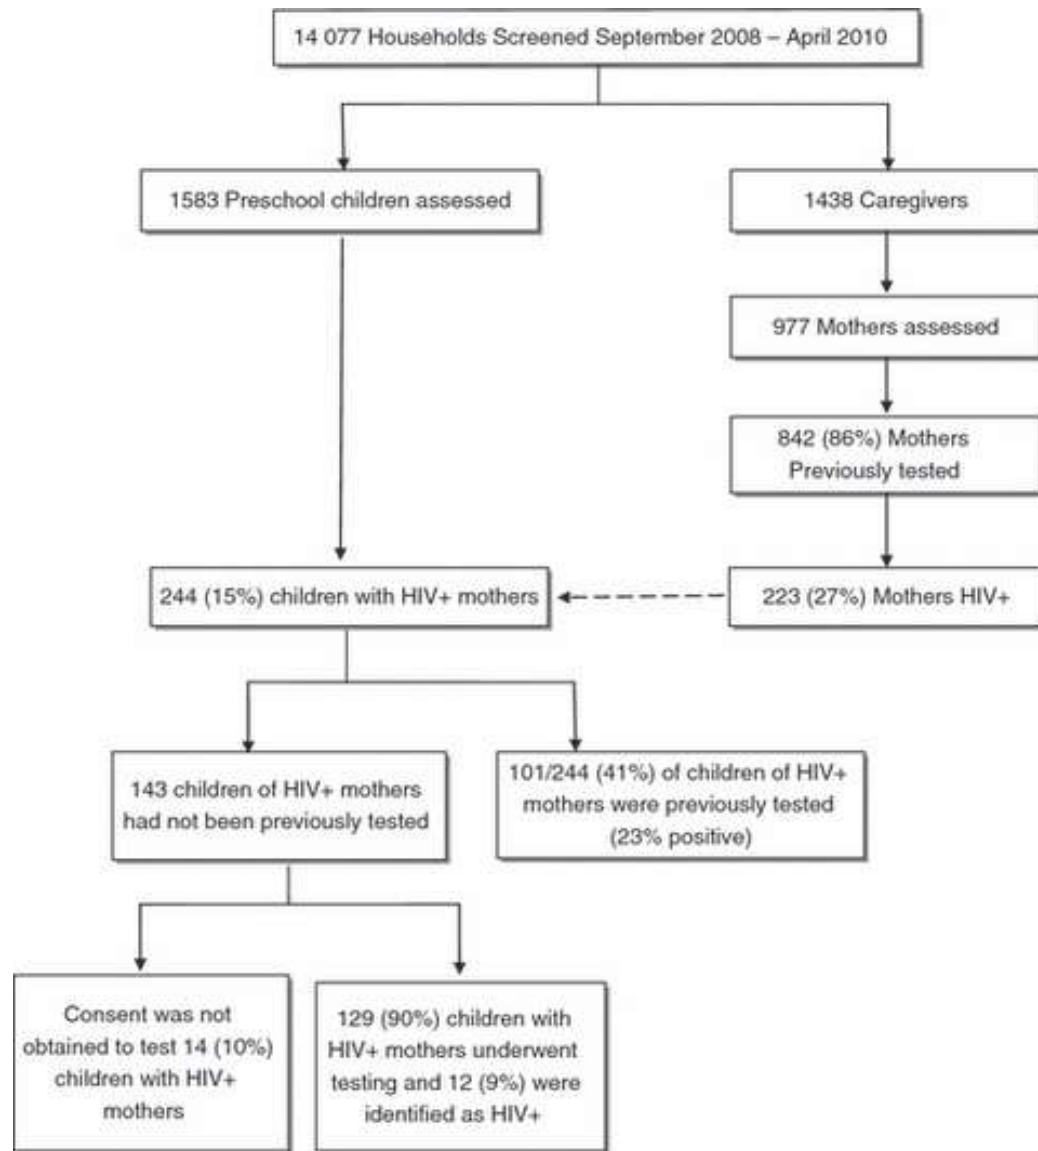 14 077 Households Screened September 2008 – April 2010
1583 Preschool children assessed
1438 Caregivers
977 Mothers assessed
842 (86%) Mothers
Previously tested
244 (15%) children with HIV+ mothers
223 (27%) Mothers HIV+
143 children of HIV+ mothers
had not been previously tested
101/244 (41%) of children of HIV+
mothers were previously tested
(23% positive)
Consent was not
obtained to test 14 (10%)
children with HIV+
mothers
129 (90%) children with
HIV+ mothers underwent
testing and 12 (9%) were
identified as HIV+